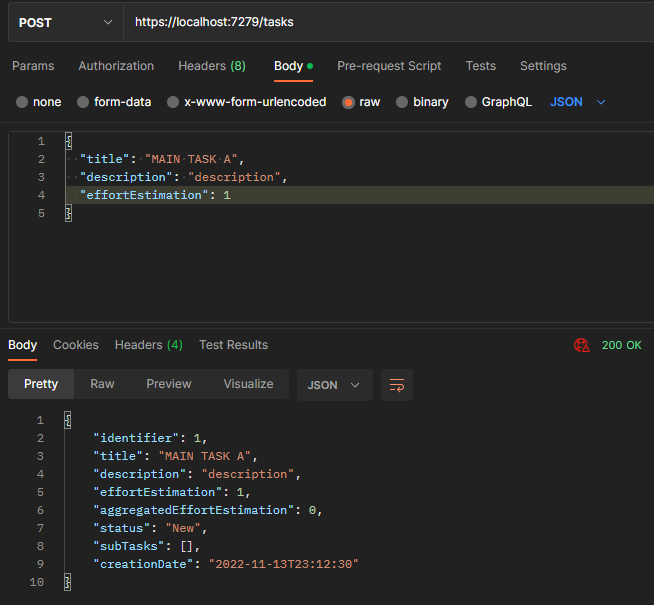 POST https://localhost:7279/tasks
Params Authorization Headers (8) Body Pre-request Script Tests Settings
none form-data x-www-form-urlencoded raw binary GraphQL JSON
1 {
2 "title": "MAIN TASK A",
3 "description": "description",
4 "effortEstimation": 1
5 }
Body Cookies Headers (4) Test Results 200 OK
Pretty Raw Preview Visualize JSON
1 {
2 "identifier": 1,
3 "title": "MAIN TASK A",
4 "description": "description",
5 "effortEstimation": 1,
6 "aggregatedEffortEstimation": 0,
7 "status": "New",
8 "subTasks": [],
9 "creationDate": "2022-11-13T23:12:30"
10 }